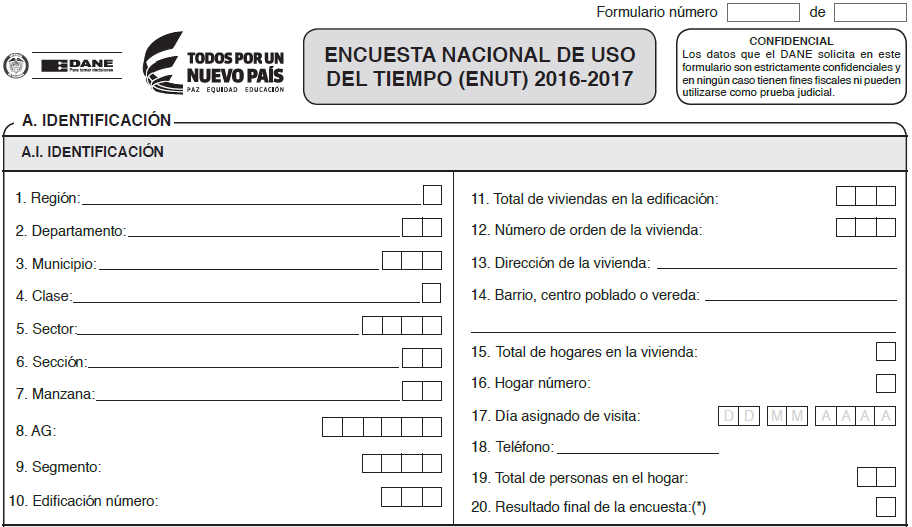 Formulario número de
DANE
Para tomar decisiones
TODOS POR UN
NUEVO PAÍS
PAZ EQUIDAD EDUCACIÓN
ENCUESTA NACIONAL DE USO
DEL TIEMPO (ENUT) 2016-2017
CONFIDENCIAL
Los datos que el DANE solicita en este
formulario son estrictamente confidenciales y
en ningún caso tienen fines fiscales ni pueden
utilizarse como prueba judicial.
A. IDENTIFICACIÓN
A.I. IDENTIFICACIÓN
1. Región:
2. Departamento:
3. Municipio:
4. Clase:
5. Sector:
6. Sección:
7. Manzana:
8. AG:
9. Segmento:
10. Edificación número:
11. Total de viviendas en la edificación:
12. Número de orden de la vivienda:
13. Dirección de la vivienda:
14. Barrio, centro poblado o vereda:
15. Total de hogares en la vivienda:
16. Hogar número:
17. Día asignado de visita: D D M M A A A A
18. Teléfono:
19. Total de personas en el hogar:
20. Resultado final de la encuesta:(*)